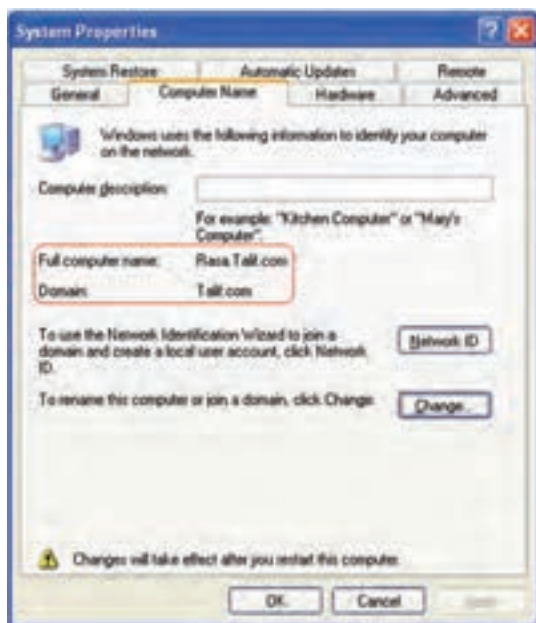 System Properties
System Restore Automatic Updates Remote
General Computer Name Hardware Advanced
Windows uses the following information to identify your computer
on the network.
Computer description:
For example: "Kitchen Computer" or "Mary's
Computer".
Full computer name: Rasa.Talit.com
Domain: Talit.com
To use the Network Identification Wizard to join a
domain and create a local user account, click Network
ID.
Network ID
To rename this computer or join a domain, click Change.
Change...
Changes will take effect after you restart this computer.
OK Cancel